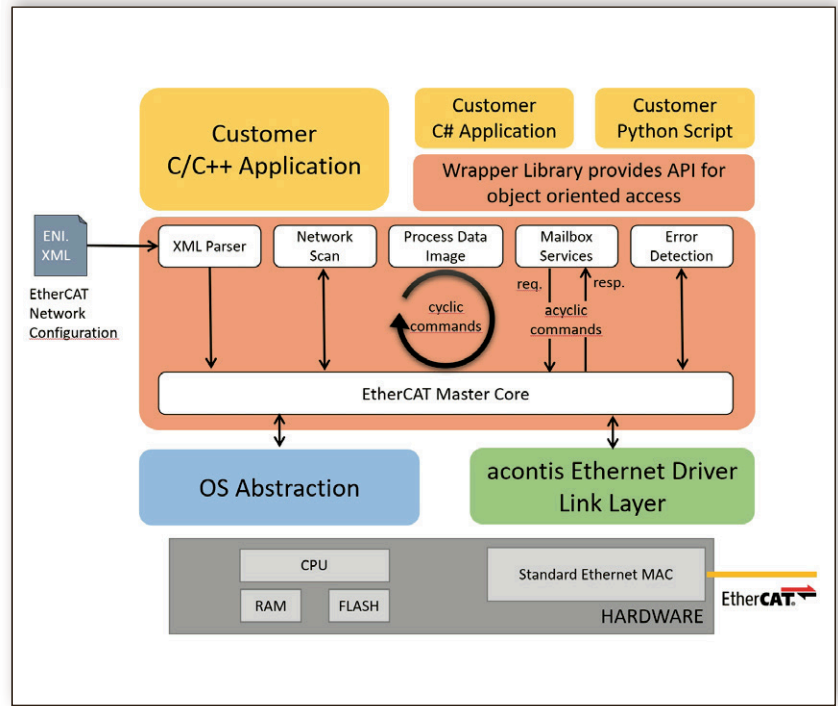 Customer
C/C++ Application
Customer
C# Application
Customer
Python Script
Wrapper Library provides API for
object oriented access
ENI.
XML
EtherCAT
Network
Configuration
XML Parser
Network
Scan
Process Data
Image
Mailbox
Services
Error
Detection
cyclic
commands
req.
resp.
acyclic
commands
EtherCAT Master Core
OS Abstraction
acontis Ethernet Driver
Link Layer
CPU
RAM
FLASH
Standard Ethernet MAC
HARDWARE
EtherCAT®